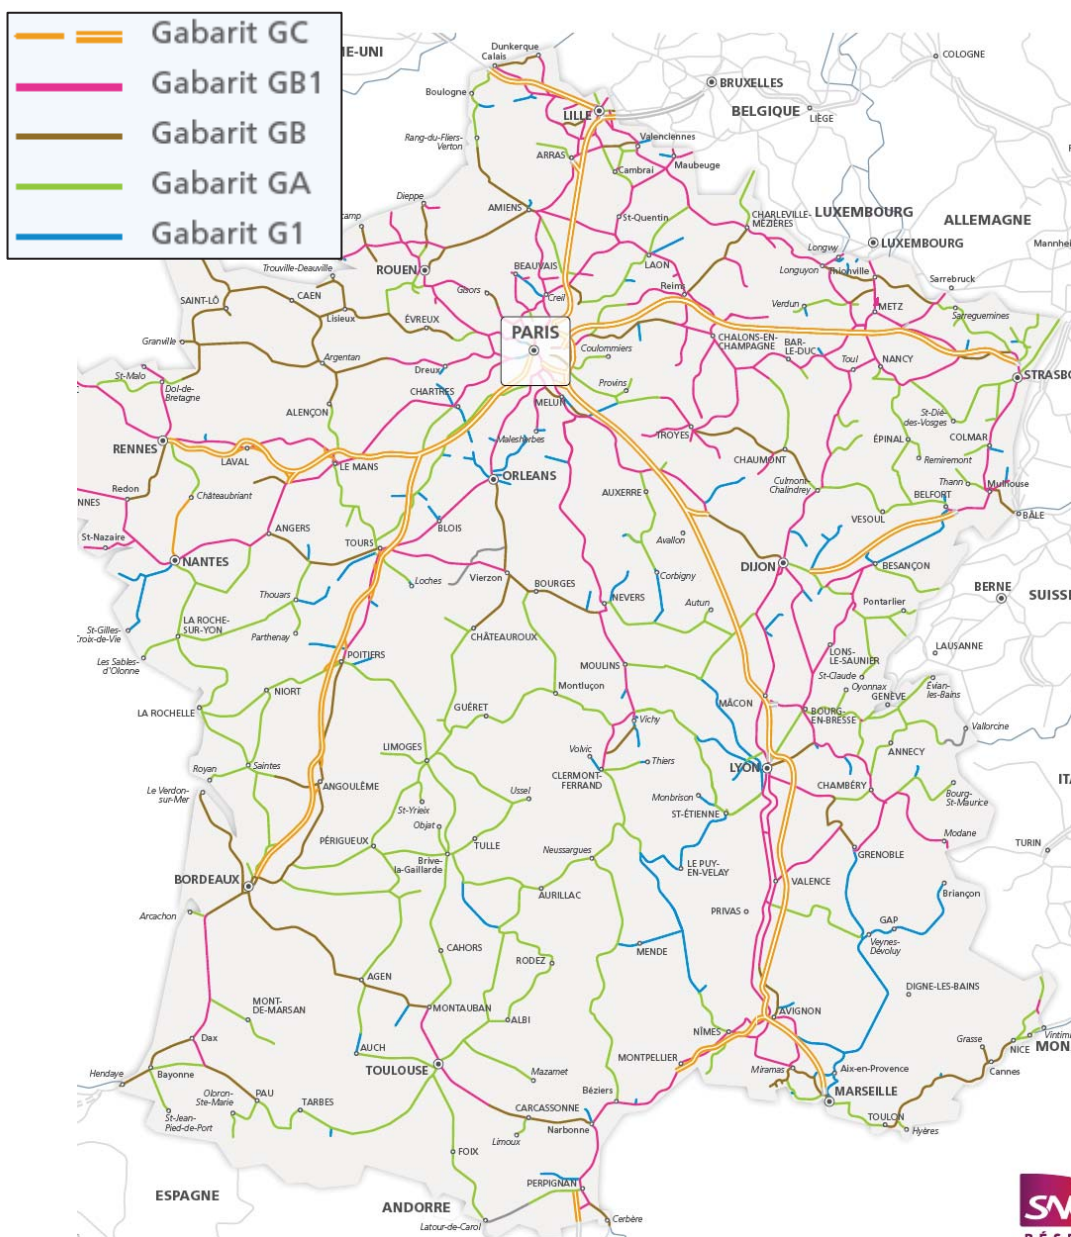 Gabarit GC
Gabarit GB1
Gabarit GB
Gabarit GA
Gabarit G1
Dunkerque
Calais
COLOGNE
BRUXELLES
Boulogne
LILLE
BELGIQUE
LIÈGE
Rang-du-Fliers-
Verton
Valenciennes
ARRAS
Maubeuge
Cambrai
Dieppe
AMIENS
St-Quentin
CHARLEVILLE-
MÉZIÈRES
LUXEMBOURG
ALLEMAGNE
LUXEMBOURG
Longwy
Longuyon
Thionville
Trouville-Deauville
ROUEN
BEAUVAIS
LAON
Gisors
Creil
Reims
Sarrebruck
SAINT-LÔ
CAEN
Lisieux
ÉVREUX
Verdun
METZ
Sarreguemines
PARIS
Granville
Argentan
Coulommiers
CHALONS-EN-
CHAMPAGNE
BAR-
LE-DUC
Toul
NANCY
St-Malo
Dol-de-
Bretagne
Dreux
CHARTRES
Provins
MELUN
ALENÇON
St-Dié-
des-Vosges
RENNES
LAVAL
LE MANS
Malesherbes
TROYES
CHAUMONT
ÉPINAL
COLMAR
Remiremont
ORLEANS
Redon
Châteaubriant
AUXERRE
Culmont-
Chalindrey
BELFORT
Thann
Mulhouse
VESOUL
BÂLE
St-Nazaire
ANGERS
BLOIS
TOURS
Avallon
NANTES
DIJON
BESANÇON
Loches
Vierzon
BOURGES
Corbigny
BERNE
Thouars
NEVERS
Autun
Pontarlier
LA ROCHE-
SUR-YON
Parthenay
CHÂTEAUROUX
LONS-
LE-SAUNIER
LAUSANNE
Les Sables-
d'Olonne
POITIERS
MOULINS
St-Claude
Oyonnax
GENÈVE
Évian-
les-Bains
NIORT
Montluçon
LA ROCHELLE
GUÉRET
MÂCON
BOURG-
EN-BRESSE
Vallorcine
Vichy
LIMOGES
Volvic
Thiers
ANNECY
Royan
Saintes
CLERMONT-
FERRAND
LYON
Le Verdon-
sur-Mer
ANGOULÊME
CHAMBÉRY
Bourg-
St-Maurice
St-Yrieix
Ussel
Monbrison
ST-ÉTIENNE
Objat
PÉRIGUEUX
TULLE
Modane
TURIN
Neussargues
GRENOBLE
Brive-
la-Gaillarde
LE PUY-
EN-VELAY
BORDEAUX
AURILLAC
VALENCE
Briançon
Arcachon
PRIVAS
GAP
Veynes-
Dévoluy
CAHORS
MENDE
RODEZ
AGEN
DIGNE-LES-BAINS
MONT-
DE-MARSAN
MONTAUBAN
ALBI
AVIGNON
NÎMES
Dax
AUCH
TOULOUSE
MONTPELLIER
Grasse
NICE
Hendaye
Bayonne
Mazamet
Miramas
Aix-en-Provence
Cannes
Oloron-
Ste-Marie
PAU
TARBES
Béziers
MARSEILLE
St-Jean-
Pied-de-Port
CARCASSONNE
Narbonne
TOULON
Limoux
Hyères
FOIX
ESPAGNE
ANDORRE
PERPIGNAN
Latour-de-Carol
Cerbère